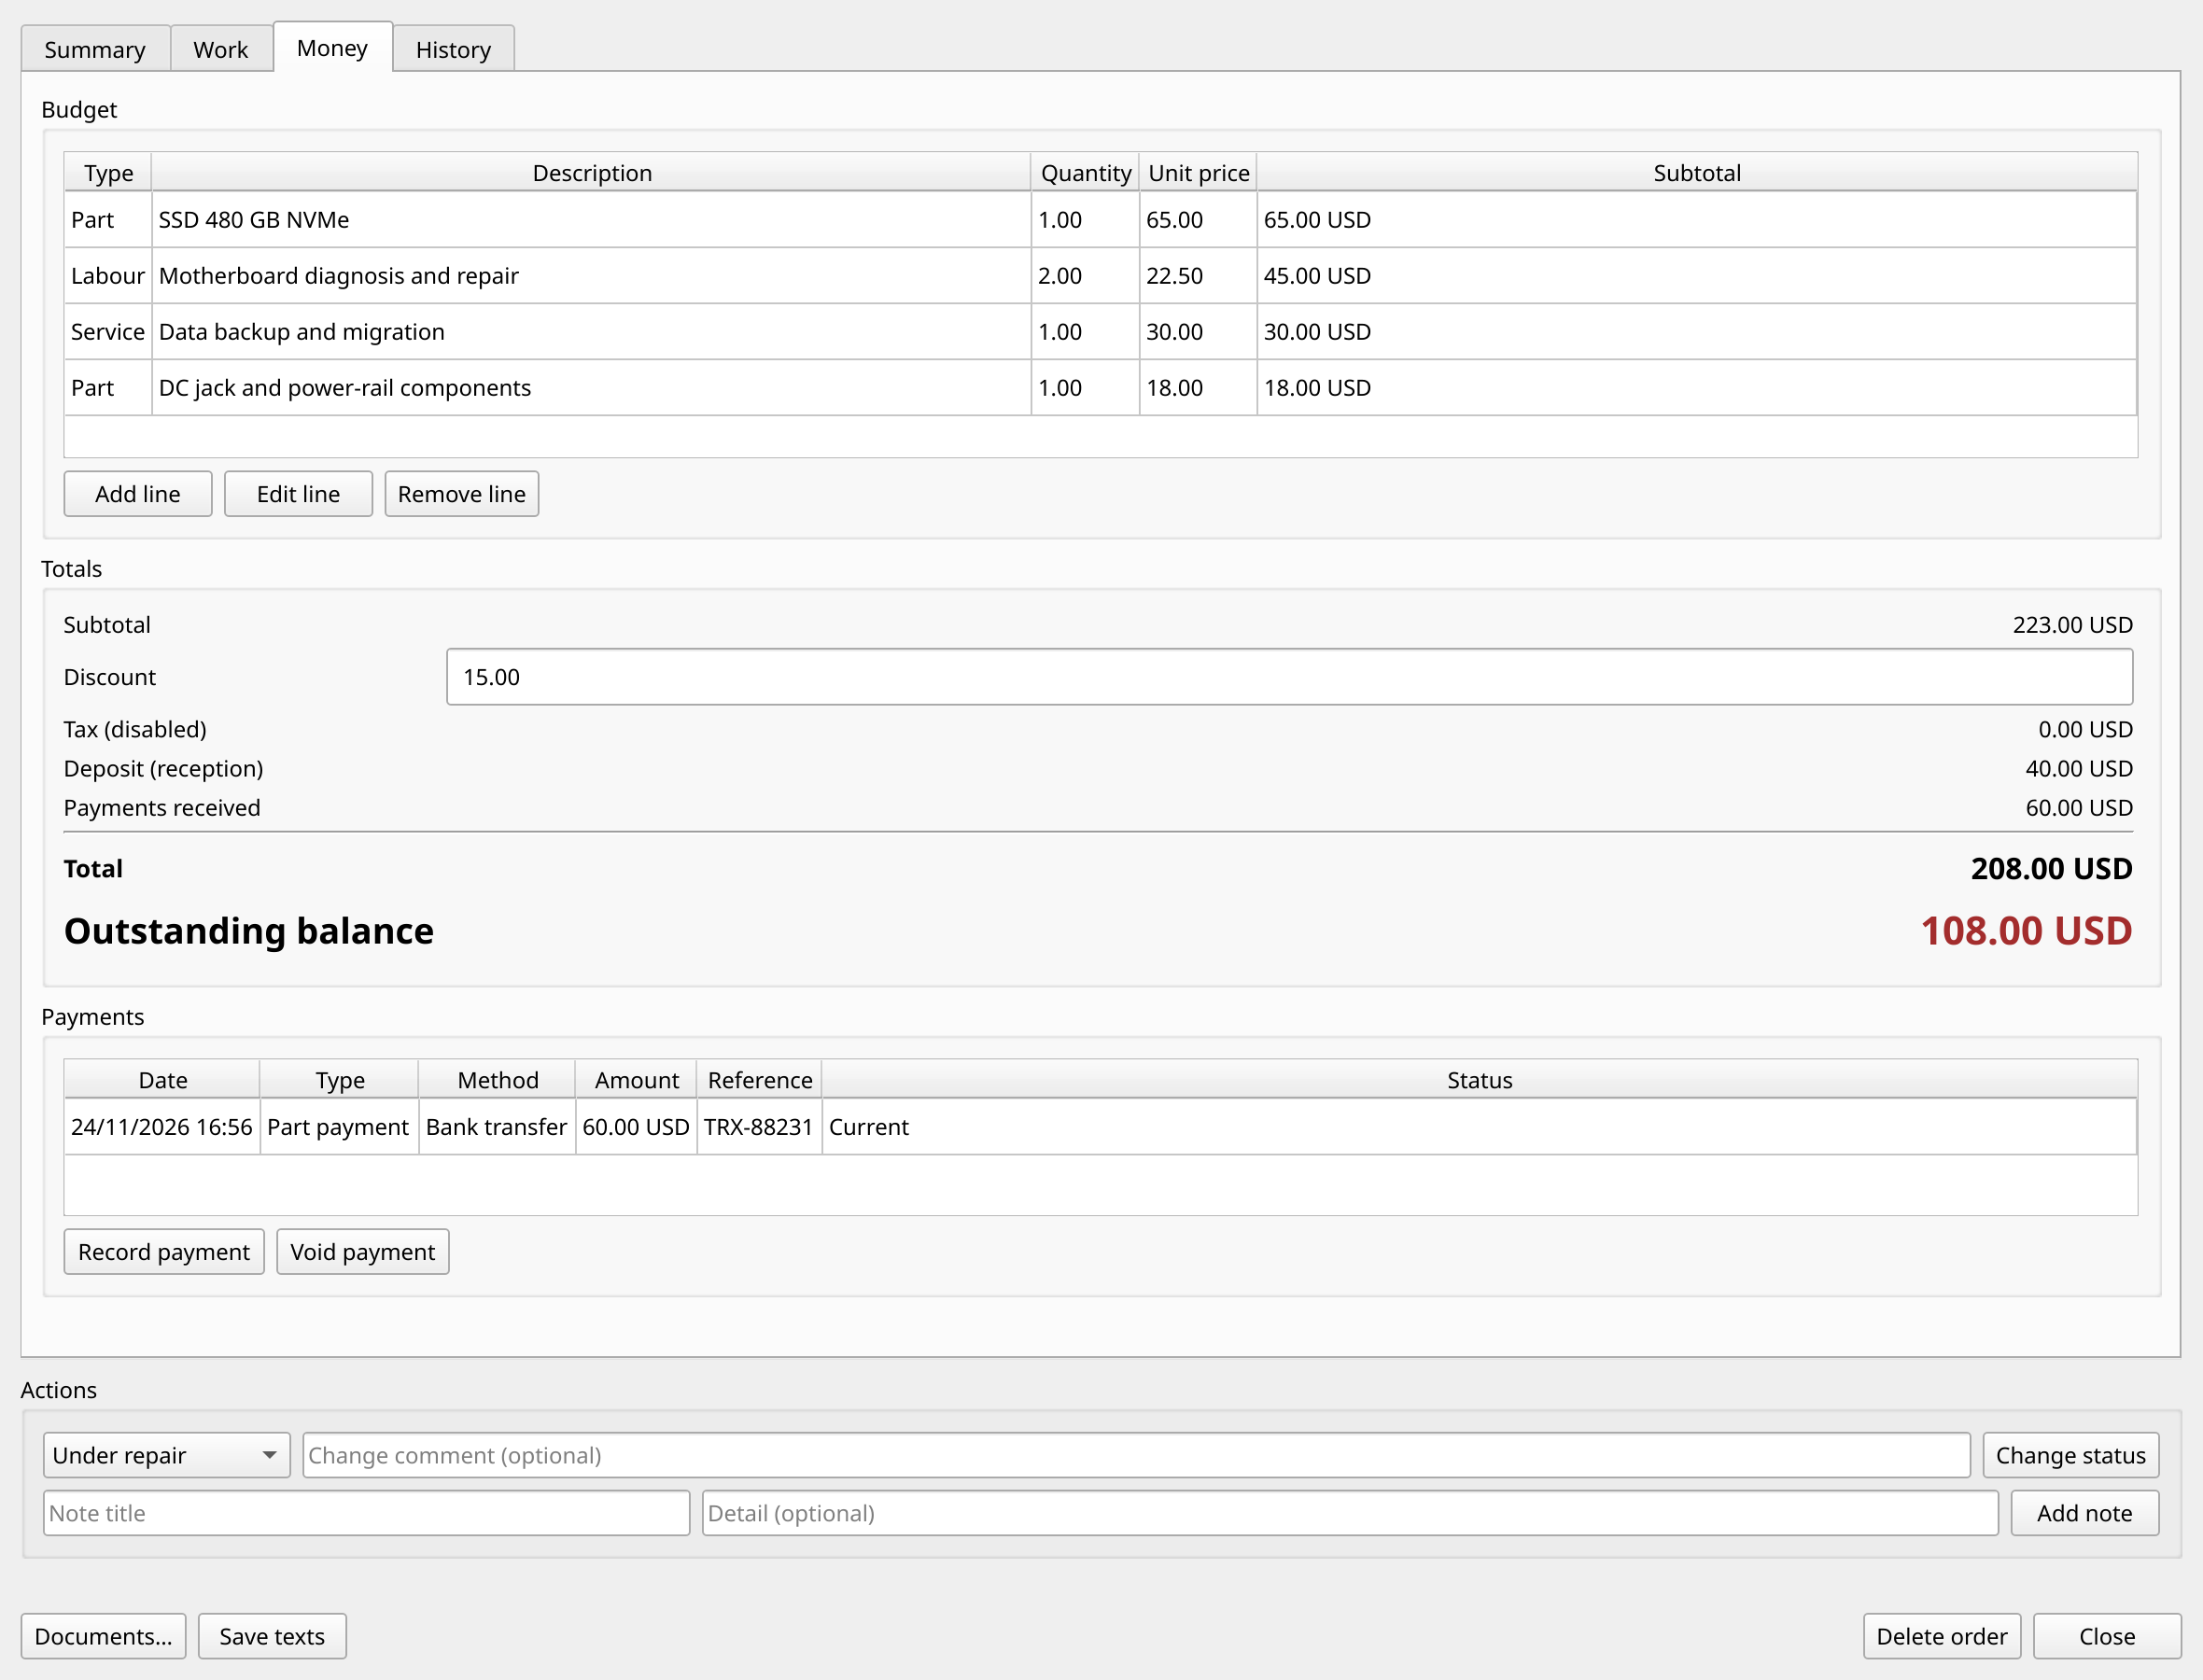 Summary Work Money History
Budget
Type Description Quantity Unit price Subtotal
Part SSD 480 GB NVMe 1.00 65.00 65.00 USD
Labour Motherboard diagnosis and repair 2.00 22.50 45.00 USD
Service Data backup and migration 1.00 30.00 30.00 USD
Part DC jack and power-rail components 1.00 18.00 18.00 USD
Add line Edit line Remove line
Totals
Subtotal 223.00 USD
Discount 15.00
Tax (disabled) 0.00 USD
Deposit (reception) 40.00 USD
Payments received 60.00 USD
Total 208.00 USD
Outstanding balance 108.00 USD
Payments
Date Type Method Amount Reference Status
24/11/2026 16:56 Part payment Bank transfer 60.00 USD TRX-88231 Current
Record payment Void payment
Actions
Under repair Change comment (optional) Change status
Note title Detail (optional) Add note
Documents... Save texts Delete order Close